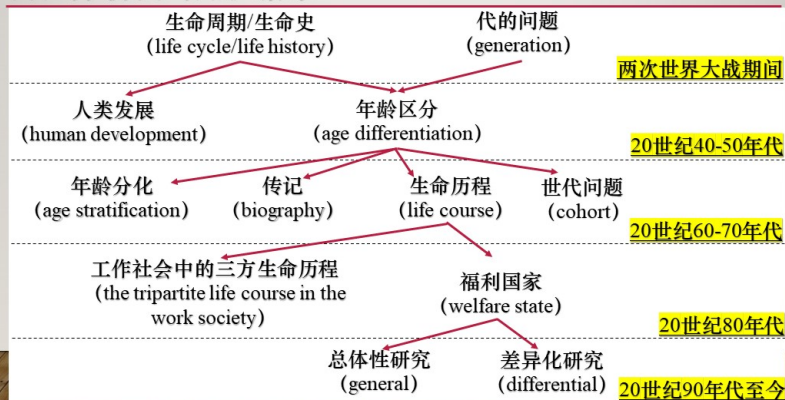 生命周期/生命史
(life cycle/life history)
代的问题
(generation)
两次世界大战期间
人类发展
(human development)
年龄区分
(age differentiation)
20世纪40-50年代
年龄分化
(age stratification)
传记
(biography)
生命历程
(life course)
世代问题
(cohort)
20世纪60-70年代
工作社会中的三方生命历程
(the tripartite life course in the
work society)
福利国家
(welfare state)
20世纪80年代
总体性研究
(general)
差异化研究
(differential)
20世纪90年代至今